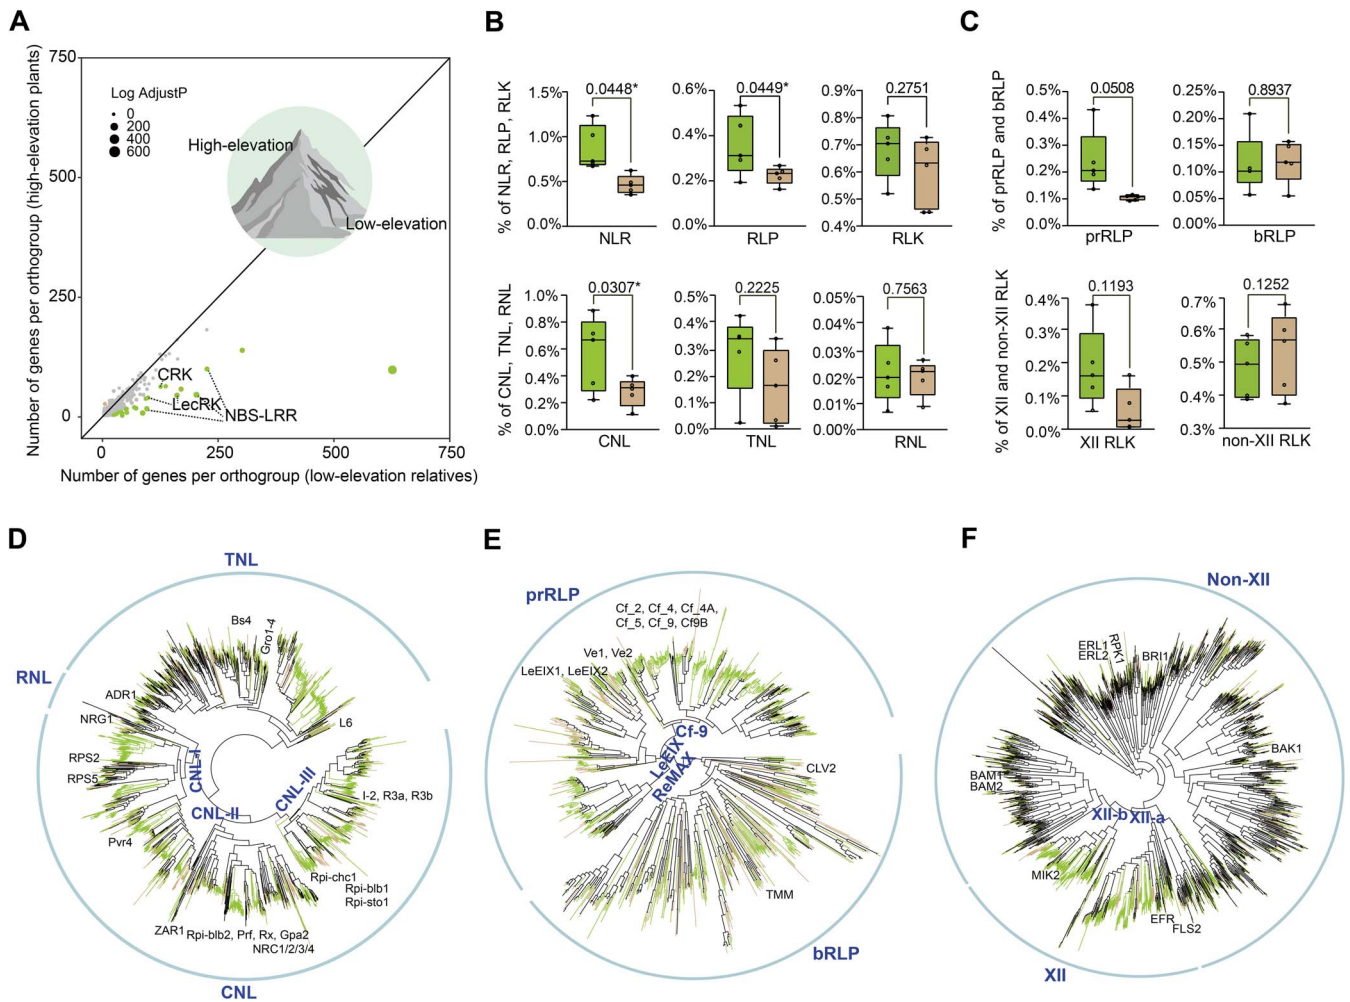 A
Number of genes per orthogroup (high-elevation plants)
750
500
250
0
Log AdjustP
0
200
400
600
High-elevation
Low-elevation
CRK
LecRK
NBS-LRR
0
250
500
750
Number of genes per orthogroup (low-elevation relatives)
B
% of NLR, RLP, RLK
1.5%
1.0%
0.5%
0.0%
0.0448*
NLR
0.6%
0.4%
0.2%
0.0%
0.0449*
RLP
0.9%
0.8%
0.7%
0.6%
0.5%
0.4%
0.2751
RLK
% of CNL, TNL, RNL
1.0%
0.8%
0.6%
0.4%
0.2%
0.0%
0.0307*
CNL
0.5%
0.4%
0.3%
0.2%
0.1%
0.0%
0.2225
TNL
0.05%
0.04%
0.03%
0.02%
0.01%
0.00%
0.7563
RNL
C
% of prRLP and bRLP
0.5%
0.4%
0.3%
0.2%
0.1%
0.0%
0.0508
prRLP
0.25%
0.20%
0.15%
0.10%
0.05%
0.00%
0.8937
bRLP
% of XII and non-XII RLK
0.4%
0.3%
0.2%
0.1%
0.0%
0.1193
XII RLK
0.7%
0.6%
0.5%
0.4%
0.3%
0.1252
non-XII RLK
D
TNL
RNL
Bs4
Gro1-4
ADR1
NRG1
L6
RPS2
RPS5
CNL-I
CNL-III
CNL-II
I-2, R3a, R3b
Pvr4
Rpi-chc1
Rpi-blb1
Rpi-sto1
ZAR1
Rpi-blb2, Prf, Rx, Gpa2
NRC1/2/3/4
CNL
E
prRLP
Cf_2, Cf_4, Cf_4A,
Cf_5, Cf_9, Cf9B
Ve1, Ve2
LeEIX1, LeEIX2
Cf-9
LeEIX
ReMAX
CLV2
TMM
bRLP
F
Non-XII
ERL1
ERL2
RPK1
BRI1
BAK1
BAM1
BAM2
XII-b
XII-a
MIK2
EFR
FLS2
XII